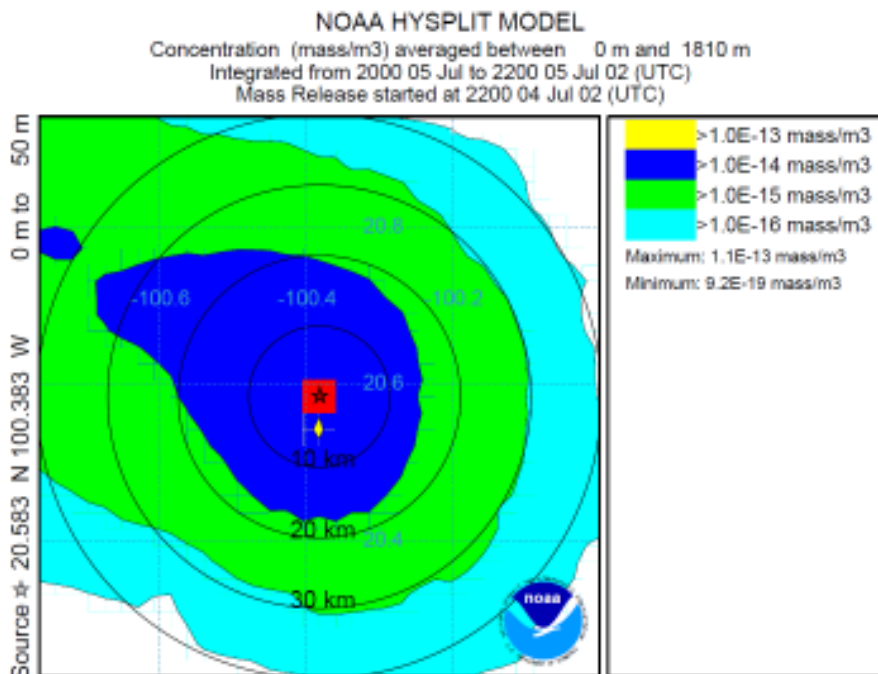 NOAA HYSPLIT MODEL
Concentration (mass/m3) averaged between 0 m and 1810 m
Integrated from 2000 05 Jul to 2200 05 Jul 02 (UTC)
Mass Release started at 2200 04 Jul 02 (UTC)
Source ☆ 20.583 N 100.383 W 0 m to 50 m
20.8
-100.6 -100.4 -100.2
20.6
10 km
20 km
20.4
30 km
noaa
>1.0E-13 mass/m3
>1.0E-14 mass/m3
>1.0E-15 mass/m3
>1.0E-16 mass/m3
Maximum: 1.1E-13 mass/m3
Minimum: 9.2E-19 mass/m3